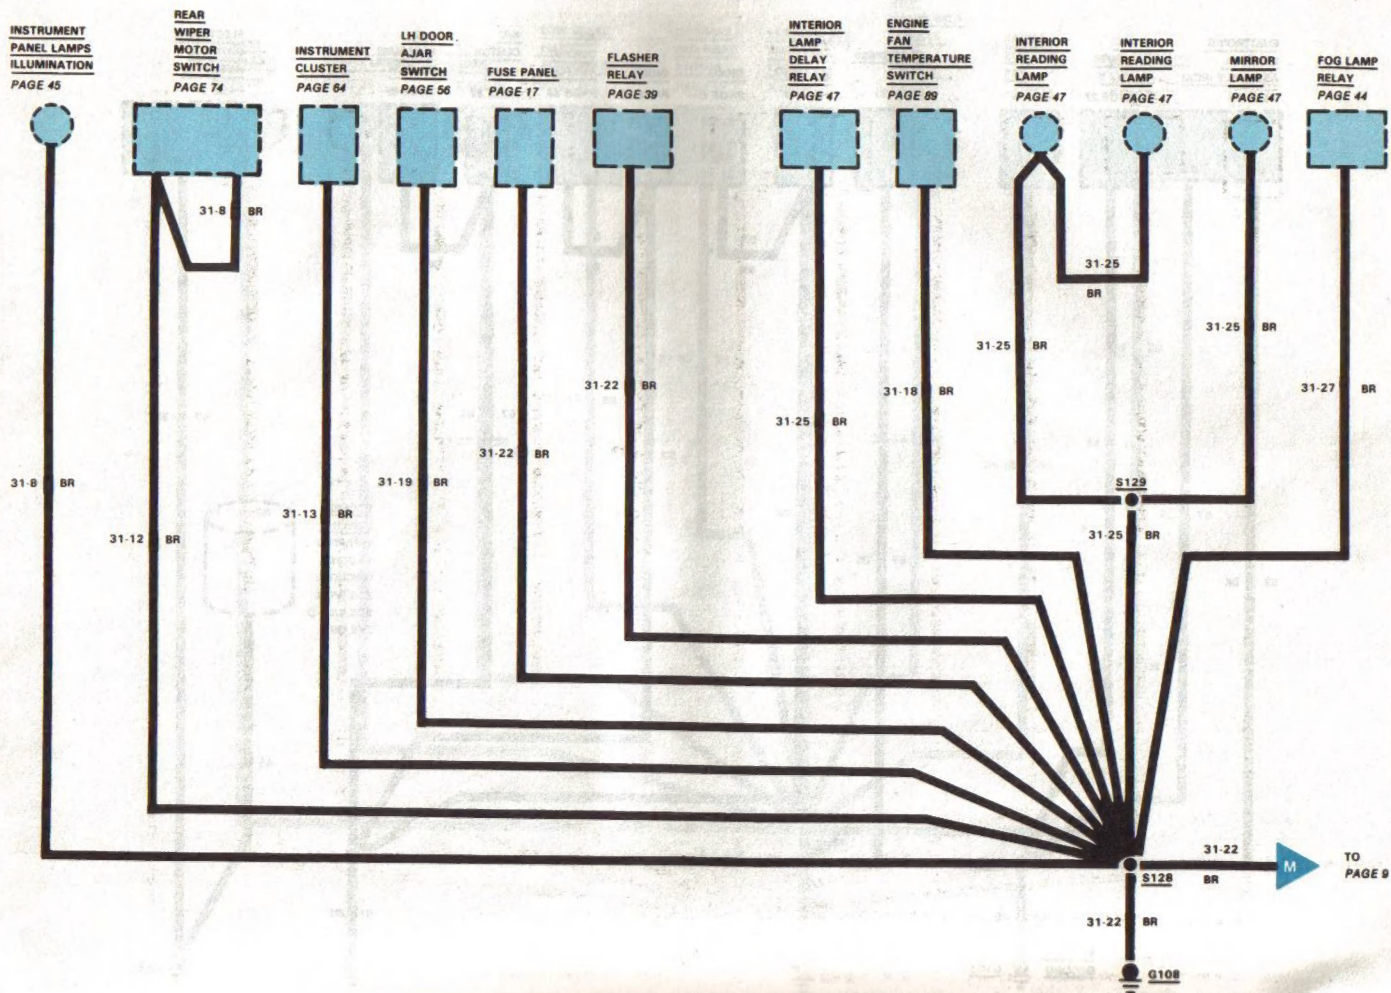 INSTRUMENT
PANEL LAMPS
ILLUMINATION
PAGE 45
REAR
WIPER
MOTOR
SWITCH
PAGE 74
INSTRUMENT
CLUSTER
PAGE 64
LH DOOR
AJAR
SWITCH
PAGE 56
FUSE PANEL
PAGE 17
FLASHER
RELAY
PAGE 39
INTERIOR
LAMP
DELAY
RELAY
PAGE 47
ENGINE
FAN
TEMPERATURE
SWITCH
PAGE 89
INTERIOR
READING
LAMP
PAGE 47
INTERIOR
READING
LAMP
PAGE 47
MIRROR
LAMP
PAGE 47
FOG LAMP
RELAY
PAGE 44
31-8 BR
31-25
BR
31-25 BR
31-25 BR
31-22 BR
31-18 BR
31-27 BR
31-25 BR
31-22 BR
31-8 BR
31-19 BR
S129
31-13 BR
31-12 BR
31-25 BR
31-22
BR
M
TO
PAGE 9
S128
31-22 BR
G108